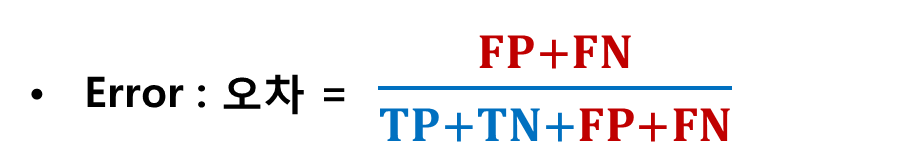 • Error : 오차 =
FP+FN
TP+TN+FP+FN